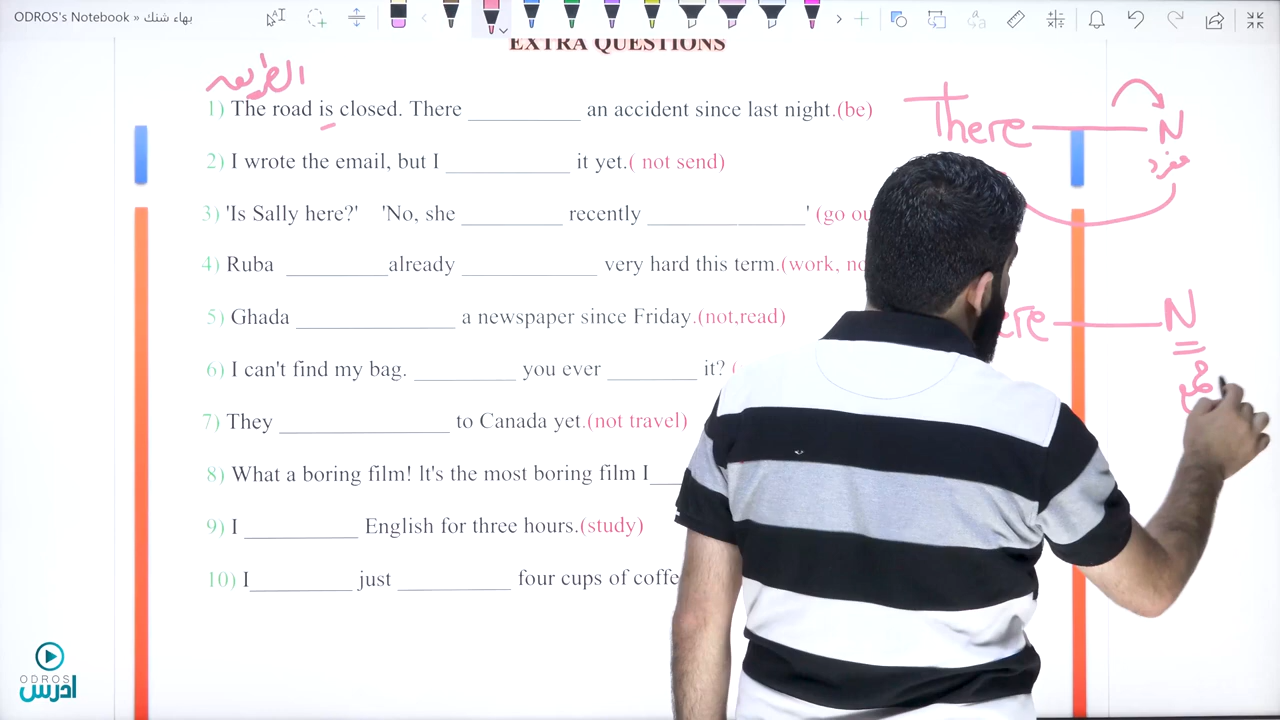 ODROS's Notebook » بهاء شنك
EXTRA QUESTIONS
1) The road is closed. There __________ an accident since last night.(be)
2) I wrote the email, but I ___________ it yet.( not send)
3) 'Is Sally here?' 'No, she _________ recently ______________' (go ou
4) Ruba _________already ____________ very hard this term.(work, no
5) Ghada ______________ a newspaper since Friday.(not,read)
6) I can't find my bag. _________ you ever ________ it? (
7) They _______________ to Canada yet.(not travel)
8) What a boring film! It's the most boring film I___
9) I __________ English for three hours.(study)
10) I_________ just __________ four cups of coffe
There N
مفرد
ere N
جمع
ODROS
ادرس